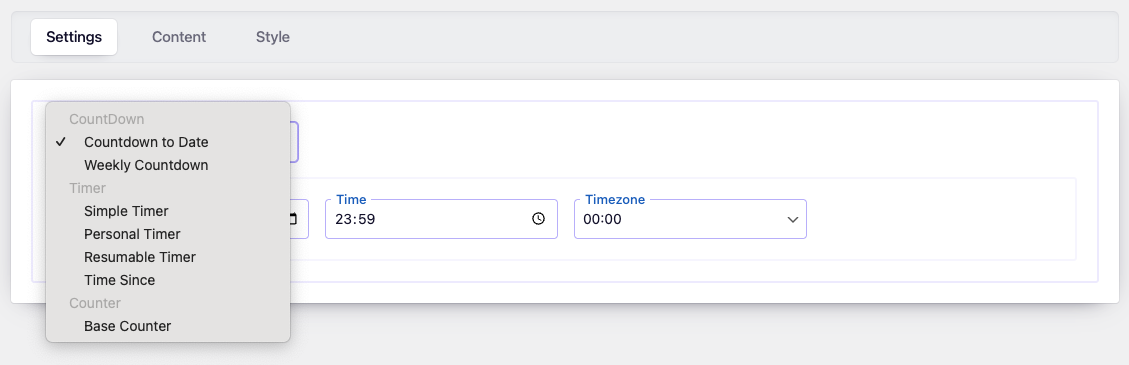 Settings
Content
Style
CountDown
Countdown to Date
Weekly Countdown
Timer
Simple Timer
Personal Timer
Resumable Timer
Time Since
Counter
Base Counter
Time
23:59
Timezone
00:00